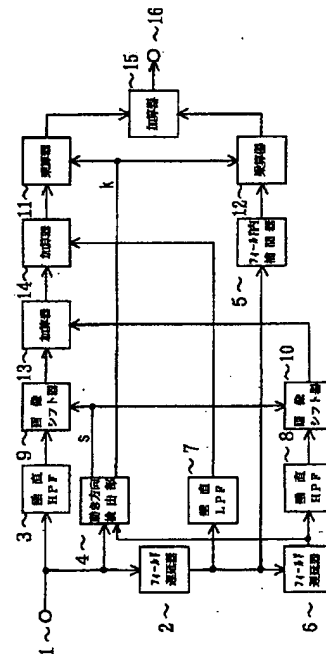 1
3
垂直
HPF
9
画像
シフト器
13
加算器
14
加算器
11
乗算器
15
加算器
16
4
動き方向
検出部
s
k
2
フィールド
遅延器
7
垂直
LPF
5
フィールド内
補間器
12
乗算器
6
フィールド
遅延器
8
垂直
HPF
10
画像
シフト器